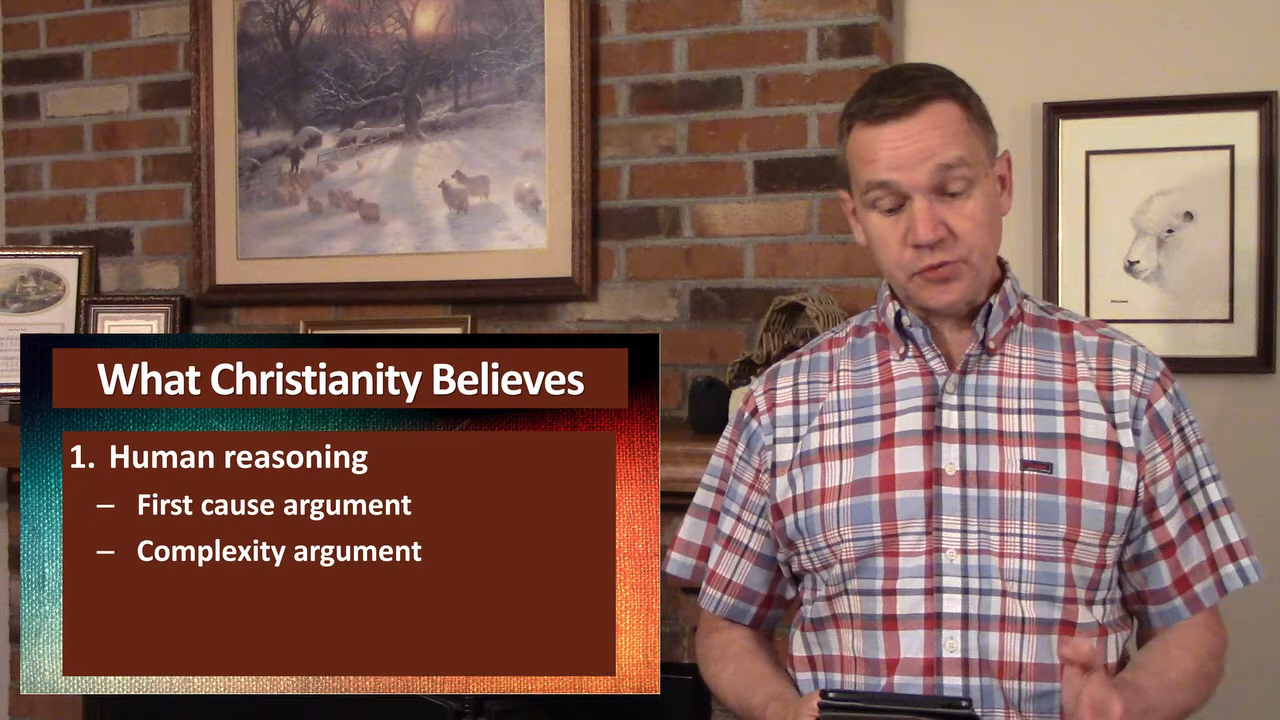 What Christianity Believes
1. Human reasoning
– First cause argument
– Complexity argument